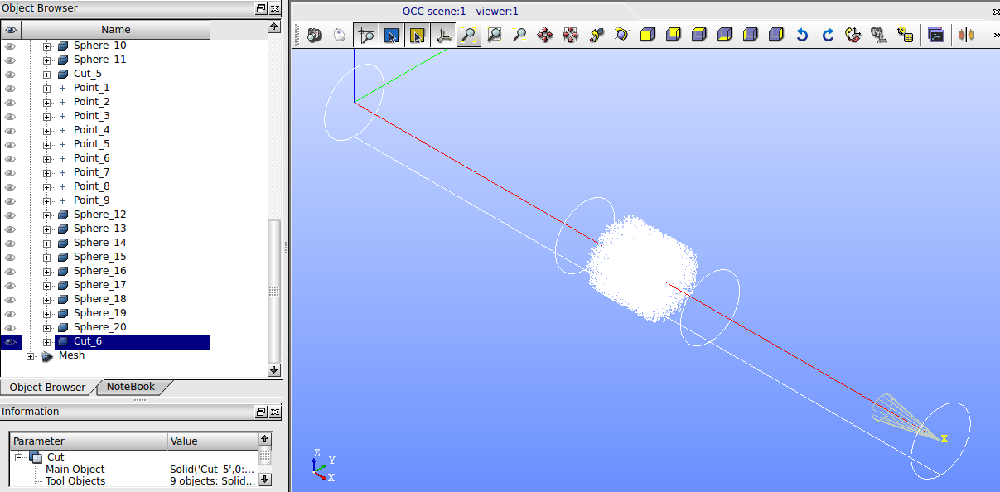 Object Browser
Name
Sphere_10
Sphere_11
Cut_5
Point_1
Point_2
Point_3
Point_4
Point_5
Point_6
Point_7
Point_8
Point_9
Sphere_12
Sphere_13
Sphere_14
Sphere_15
Sphere_16
Sphere_17
Sphere_18
Sphere_19
Sphere_20
Cut_6
Mesh
Object Browser
NoteBook
Information
Parameter Value
Cut
Main Object Solid('Cut_5',0:...
Tool Objects 9 objects: Solid...
OCC scene:1 - viewer:1
»
X
Z
Y
X